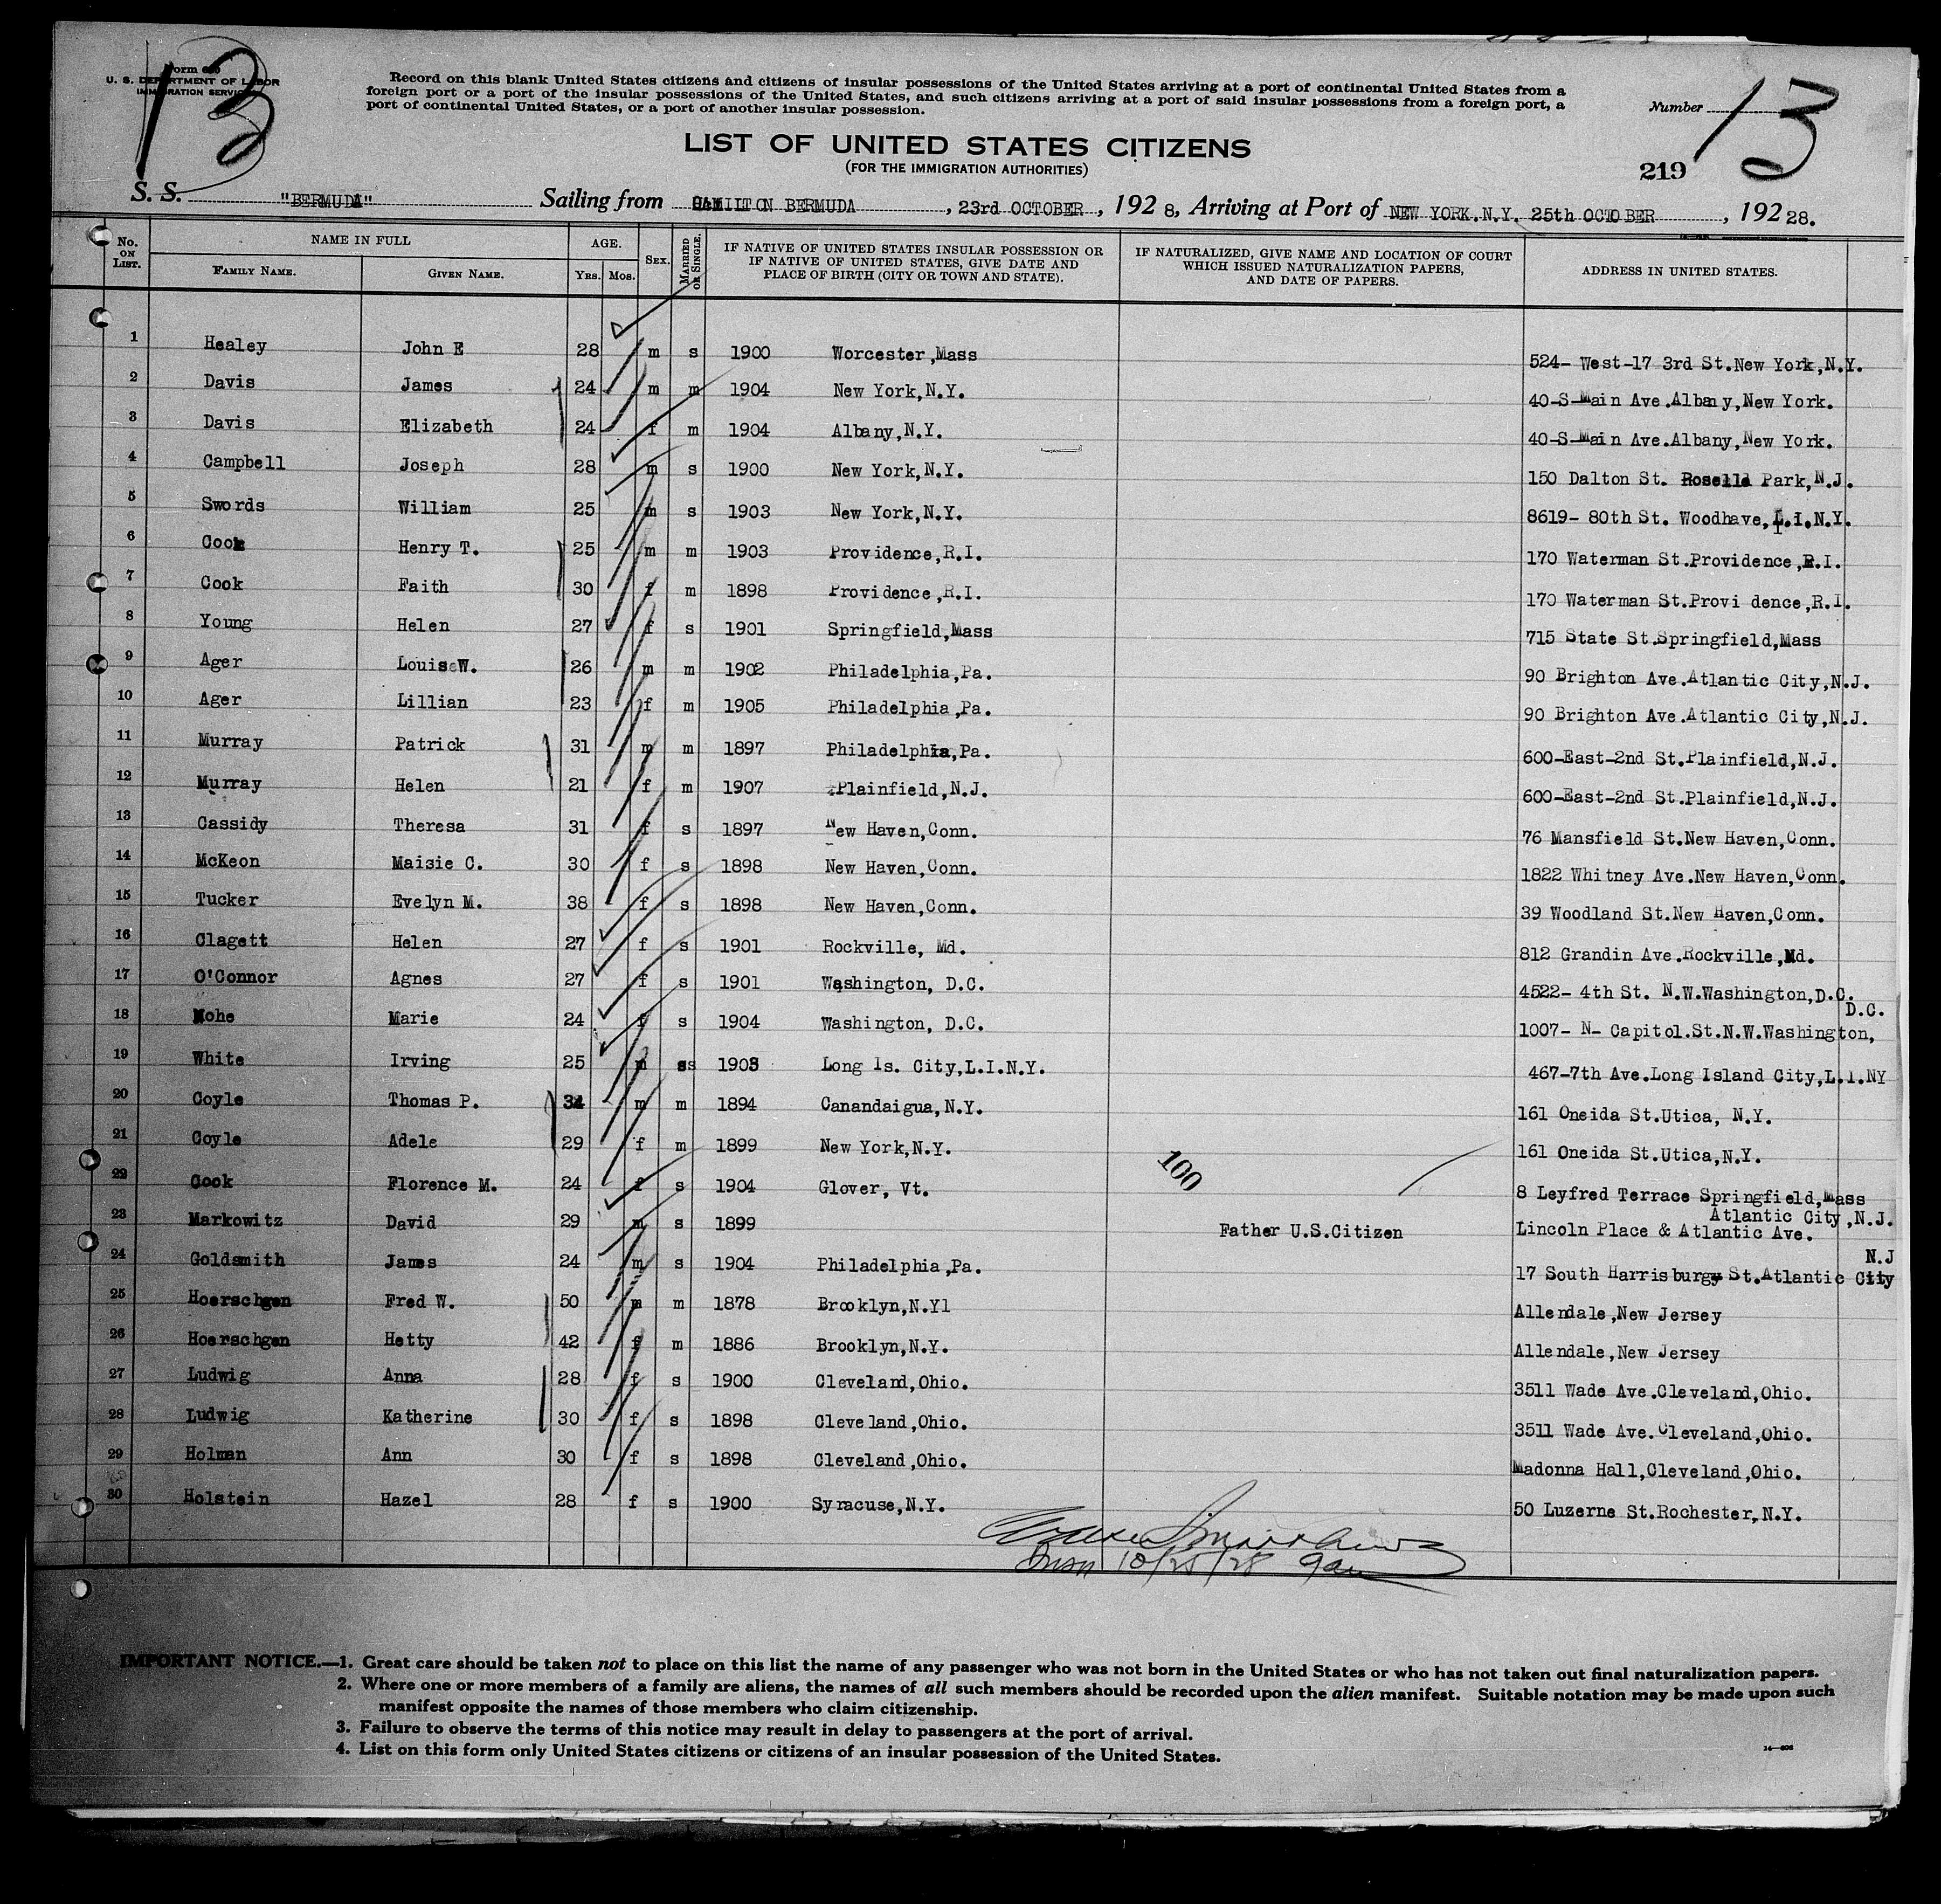 13
Form 630
U. S. DEPARTMENT OF LABOR
IMMIGRATION SERVICE
Record on this blank United States citizens and citizens of insular possessions of the United States arriving at a port of continental United States from a
foreign port or a port of the insular possessions of the United States, and such citizens arriving at a port of said insular possessions from a foreign port, a
port of continental United States, or a port of another insular possession.
Number 13
LIST OF UNITED STATES CITIZENS
(FOR THE IMMIGRATION AUTHORITIES)
219
S. S. "BERMUDA" Sailing from HAMILTON BERMUDA, 23rd OCTOBER, 1928, Arriving at Port of NEW YORK.N.Y. 25th OCTOBER, 19228.
No. ON LIST. NAME IN FULL FAMILY NAME. GIVEN NAME. AGE. YRS. MOS. SEX. MARRIED OR SINGLE. IF NATIVE OF UNITED STATES INSULAR POSSESSION OR IF NATIVE OF UNITED STATES, GIVE DATE AND PLACE OF BIRTH (CITY OR TOWN AND STATE). IF NATURALIZED, GIVE NAME AND LOCATION OF COURT WHICH ISSUED NATURALIZATION PAPERS, AND DATE OF PAPERS. ADDRESS IN UNITED STATES.
1 Healey John E 28 m s 1900 Worcester,Mass 524- West-17 3rd St.New York,N.Y.
2 Davis James 24 m m 1904 New York,N.Y. 40-S-Main Ave.Albany,New York.
3 Davis Elizabeth 24 f m 1904 Albany,N.Y. 40-S-Main Ave.Albany,New York.
4 Campbell Joseph 28 m s 1900 New York,N.Y. 150 Dalton St. Roselle Park,N.J.
5 Swords William 25 m s 1903 New York,N.Y. 8619- 80th St. Woodhave,L.I.N.Y.
6 Cook Henry T. 25 m m 1903 Providence,R.I. 170 Waterman St.Providence,R.I.
7 Cook Faith 30 f m 1898 Providence,R.I. 170 Waterman St.Provi dence,R.I.
8 Young Helen 27 f s 1901 Springfield,Mass 715 State St.Springfield,Mass
9 Ager LouiseW. 26 m m 1902 Philadelphia,Pa. 90 Brighton Ave.Atlantic City,N.J.
10 Ager Lillian 23 f m 1905 Philadelphia,Pa. 90 Brighton Ave.Atlantic City,N.J.
11 Murray Patrick 31 m m 1897 Philadelphia,Pa. 600-East-2nd St.Plainfield,N.J.
12 Murray Helen 21 f m 1907 Plainfield,N.J. 600-East-2nd St.Plainfield,N.J.
13 Cassidy Theresa 31 f s 1897 New Haven,Conn. 76 Mansfield St.New Haven,Conn.
14 McKeon Maisie C. 30 f s 1898 New Haven,Conn. 1822 Whitney Ave.New Haven,Conn.
15 Tucker Evelyn M. 38 f s 1898 New Haven,Conn. 39 Woodland St.New Haven,Conn.
16 Clagett Helen 27 f s 1901 Rockville, Md. 812 Grandin Ave.Rockville,Md.
17 O'Connor Agnes 27 f s 1901 Washington, D.C. 4522- 4th St. N.W.Washington,D.C.
18 Mohe Marie 24 f s 1904 Washington, D.C. 1007- N- Capitol.St.N.W.Washington, D.C.
19 White Irving 25 m ss 1903 Long Is. City,L.I.N.Y. 467-7th Ave.Long Island City,L.I.NY
20 Coyle Thomas P. 34 m m 1894 Canandaigua,N.Y. 161 Oneida St.Utica, N.Y.
21 Coyle Adele 29 f m 1899 New York,N.Y. 161 Oneida St.Utica,N.Y.
22 Cook Florence M. 24 f s 1904 Glover, Vt. 100 8 Leyfred Terrace Springfield,Mass
23 Markowitz David 29 m s 1899 Father U.S.Citizen Lincoln Place & Atlantic Ave. Atlantic City,N.J.
24 Goldsmith James 24 m s 1904 Philadelphia,Pa. 17 South Harrisburg St.Atlantic City N.J
25 Hoerschgen Fred W. 50 m m 1878 Brooklyn,N.Yl Allendale,New Jersey
26 Hoerschgen Hetty 42 f m 1886 Brooklyn,N.Y. Allendale,New Jersey
27 Ludwig Anna 28 f s 1900 Cleveland,Ohio. 3511 Wade Ave.Cleveland,Ohio.
28 Ludwig Katherine 30 f s 1898 Cleveland,Ohio. 3511 Wade Ave.Cleveland,Ohio.
29 Holman Ann 30 f s 1898 Cleveland,Ohio. Madonna Hall,Cleveland,Ohio.
30 Holstein Hazel 28 f s 1900 Syracuse,N.Y. 50 Luzerne St.Rochester,N.Y.
10/25/28 9am
IMPORTANT NOTICE.—1. Great care should be taken not to place on this list the name of any passenger who was not born in the United States or who has not taken out final naturalization papers.
2. Where one or more members of a family are aliens, the names of all such members should be recorded upon the alien manifest. Suitable notation may be made upon such
manifest opposite the names of those members who claim citizenship.
3. Failure to observe the terms of this notice may result in delay to passengers at the port of arrival.
4. List on this form only United States citizens or citizens of an insular possession of the United States.